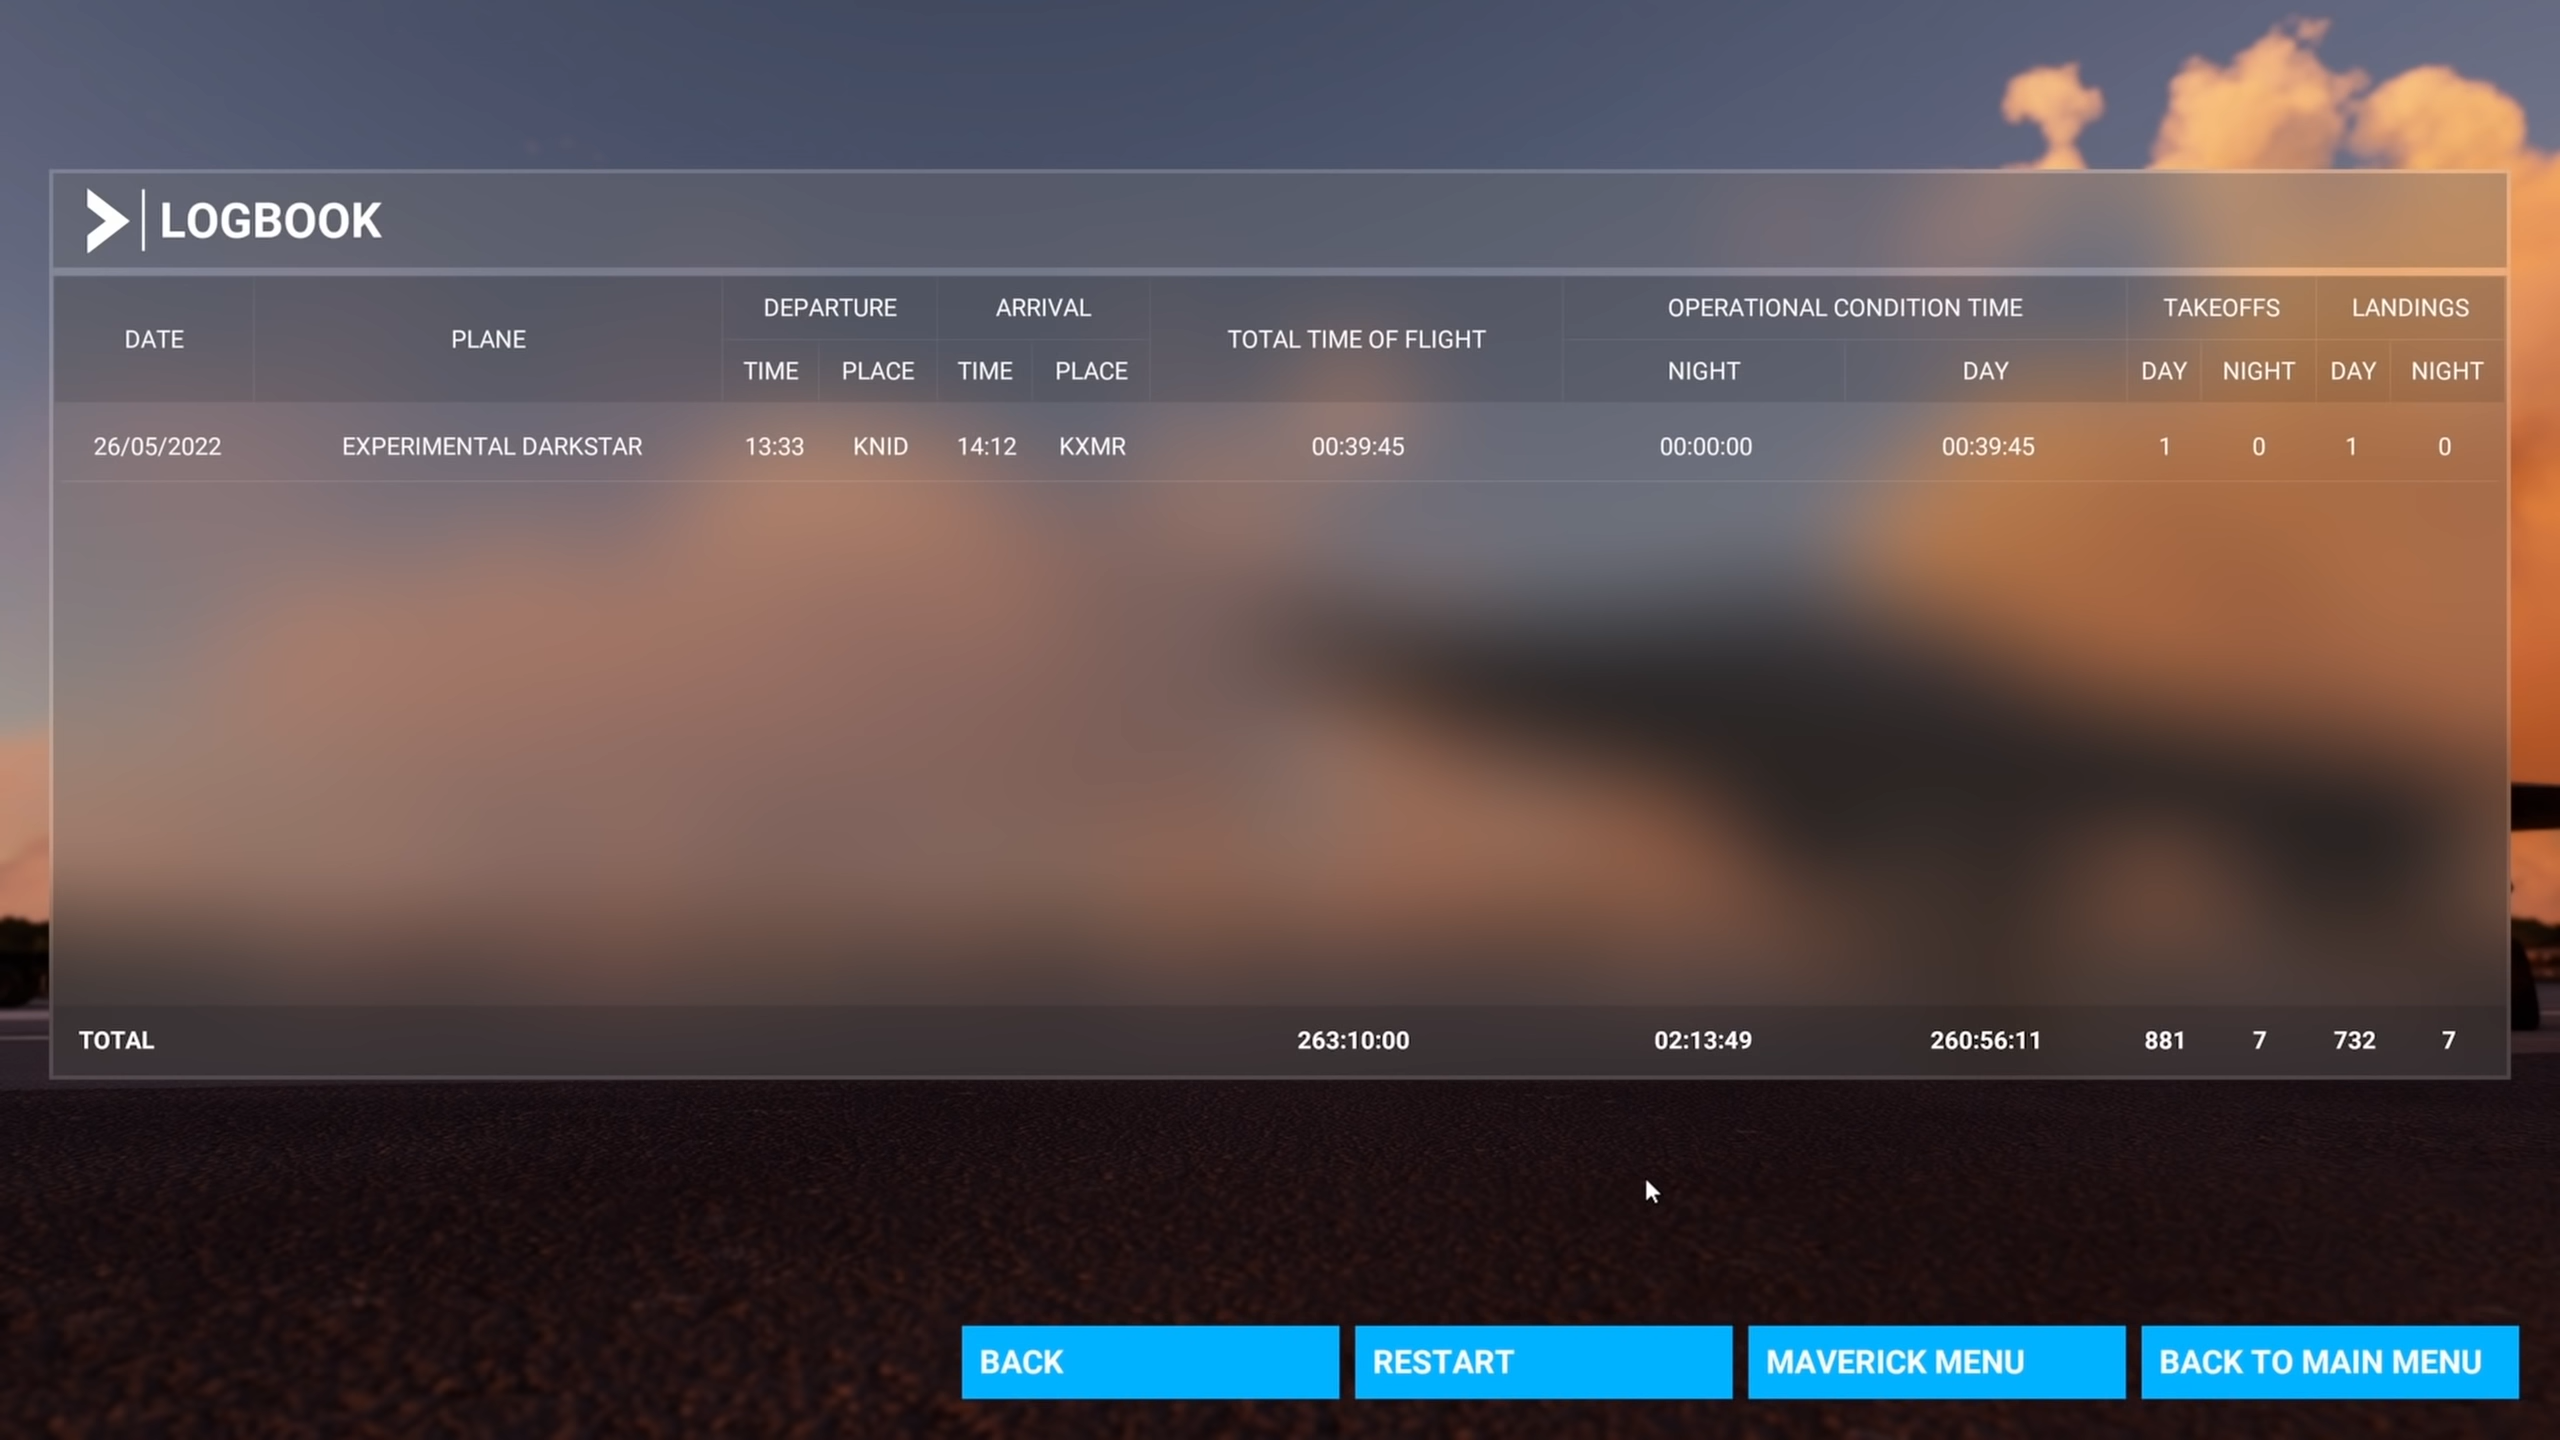 LOGBOOK
DATE PLANE DEPARTURE ARRIVAL TOTAL TIME OF FLIGHT OPERATIONAL CONDITION TIME TAKEOFFS LANDINGS
TIME PLACE TIME PLACE NIGHT DAY DAY NIGHT DAY NIGHT
26/05/2022 EXPERIMENTAL DARKSTAR 13:33 KNID 14:12 KXMR 00:39:45 00:00:00 00:39:45 1 0 1 0
TOTAL 263:10:00 02:13:49 260:56:11 881 7 732 7
BACK RESTART MAVERICK MENU BACK TO MAIN MENU